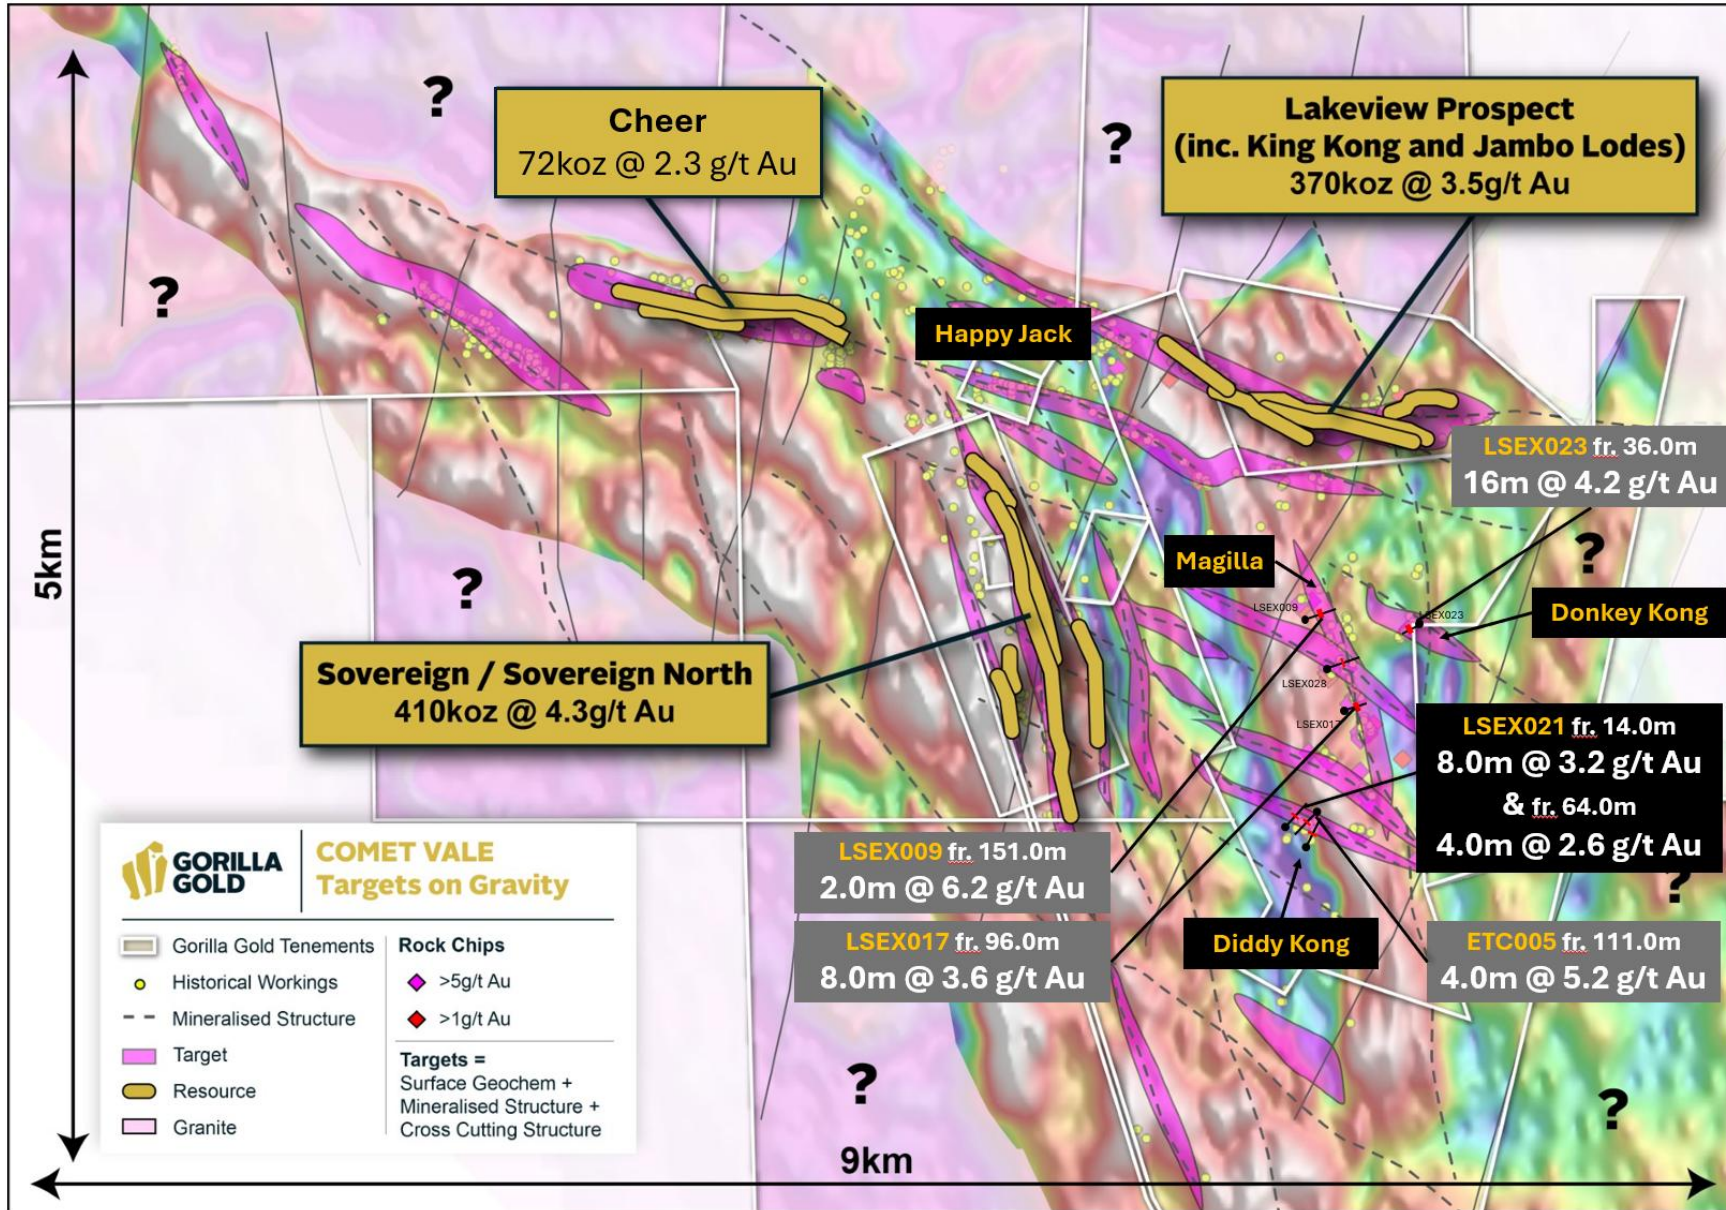 ?
Cheer
72koz @ 2.3 g/t Au
?
Lakeview Prospect
(inc. King Kong and Jambo Lodes)
370koz @ 3.5g/t Au
?
Happy Jack
LSEX023 fr. 36.0m
16m @ 4.2 g/t Au
5km
?
Magilla
?
LSEX009
LSEX023
Donkey Kong
Sovereign / Sovereign North
410koz @ 4.3g/t Au
LSEX028
LSEX017
LSEX021 fr. 14.0m
8.0m @ 3.2 g/t Au
& fr. 64.0m
4.0m @ 2.6 g/t Au
?
LSEX009 fr. 151.0m
2.0m @ 6.2 g/t Au
LSEX017 fr. 96.0m
8.0m @ 3.6 g/t Au
Diddy Kong
ETC005 fr. 111.0m
4.0m @ 5.2 g/t Au
GORILLA
GOLD
COMET VALE
Targets on Gravity
Gorilla Gold Tenements
Historical Workings
Mineralised Structure
Target
Resource
Granite
Rock Chips
>5g/t Au
>1g/t Au
Targets =
Surface Geochem +
Mineralised Structure +
Cross Cutting Structure
?
?
9km